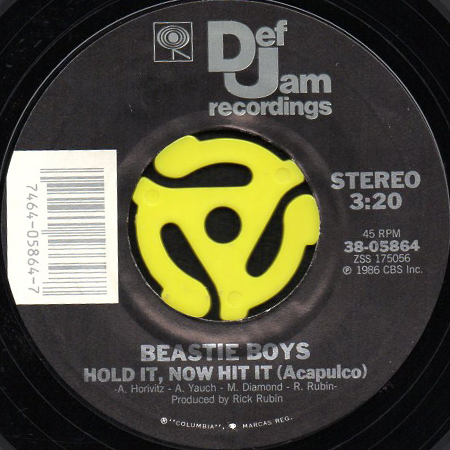 Def
Jam
recordings
STEREO
3:20
45 RPM
38-05864
ZSS 175056
℗ 1986 CBS Inc.
7464-05864-7
BEASTIE BOYS
HOLD IT, NOW HIT IT (Acapulco)
-A. Horivitz - A. Yauch - M. Diamond - R. Rubin-
Produced by Rick Rubin
® "COLUMBIA", MARCAS REG.